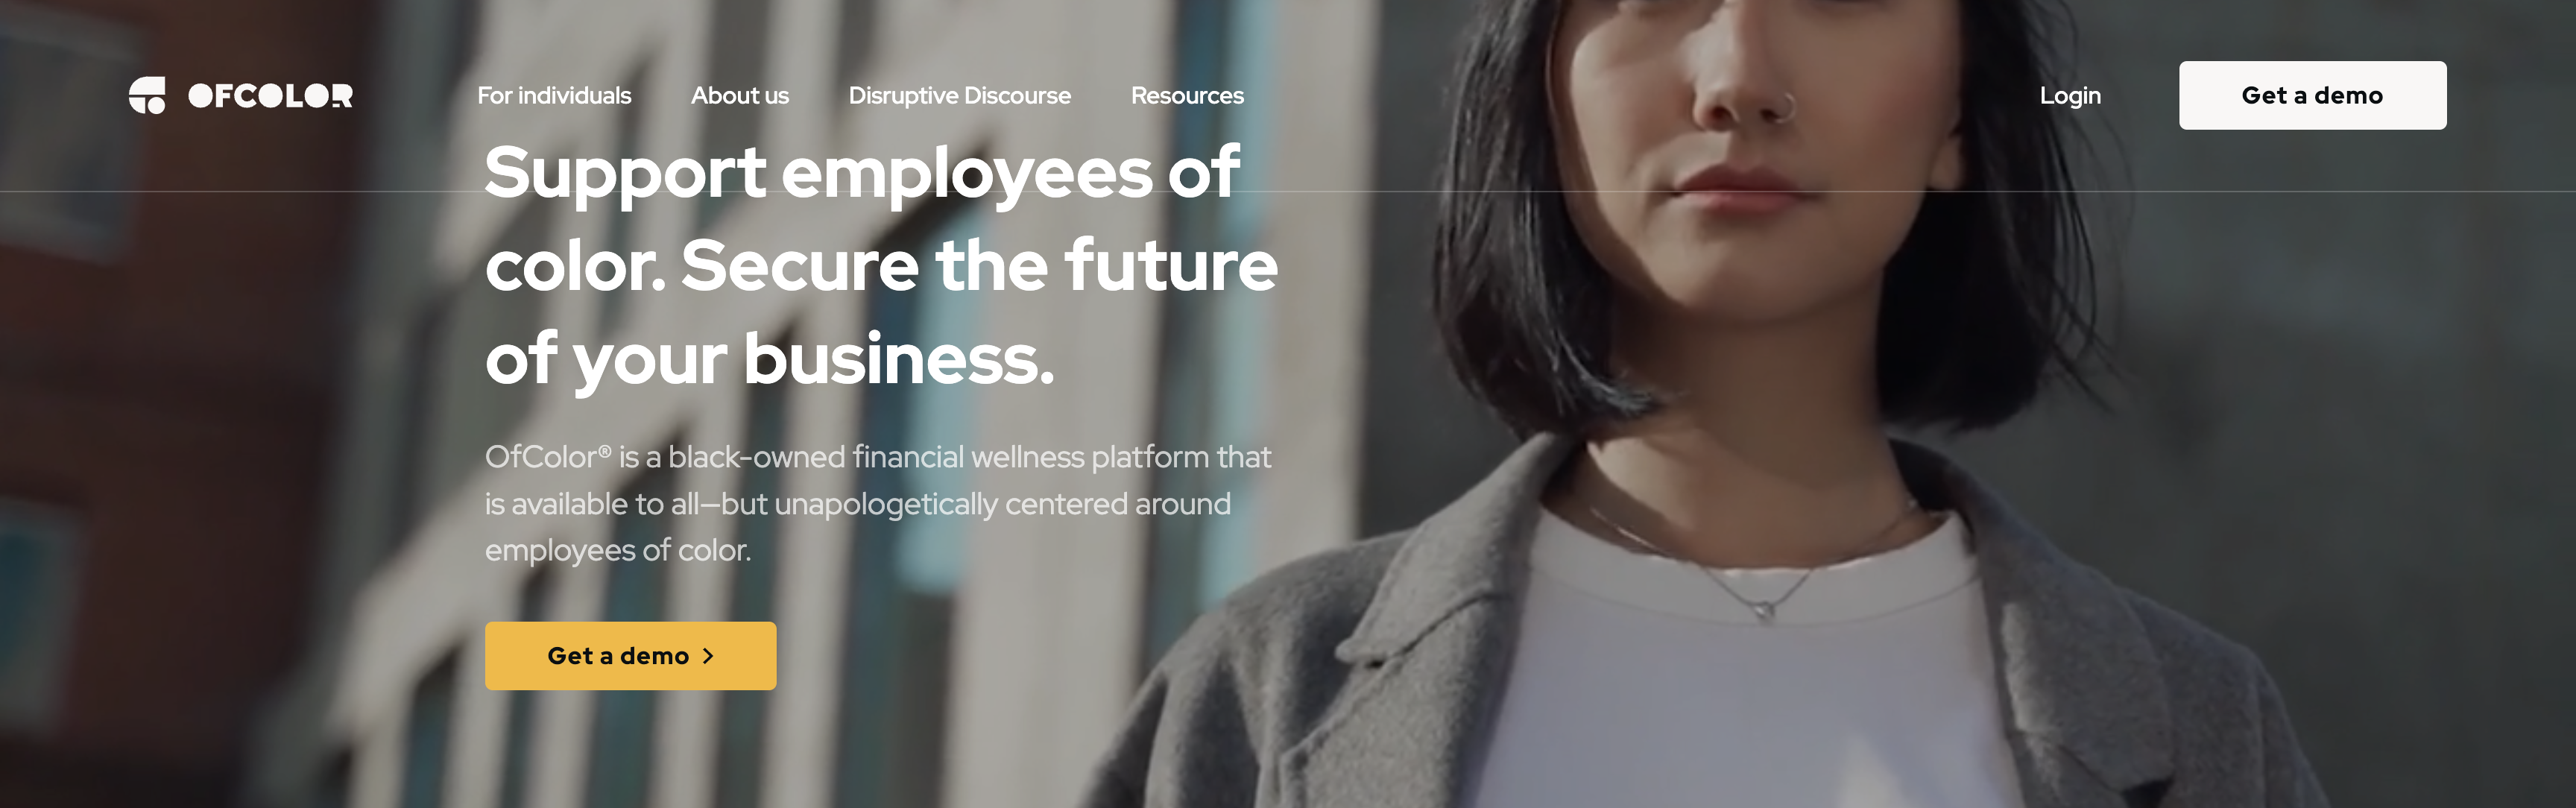 OFCOLOR
For individuals
About us
Disruptive Discourse
Resources
Login
Get a demo
Support employees of
color. Secure the future
of your business.
OfColor® is a black-owned financial wellness platform that
is available to all—but unapologetically centered around
employees of color.
Get a demo >